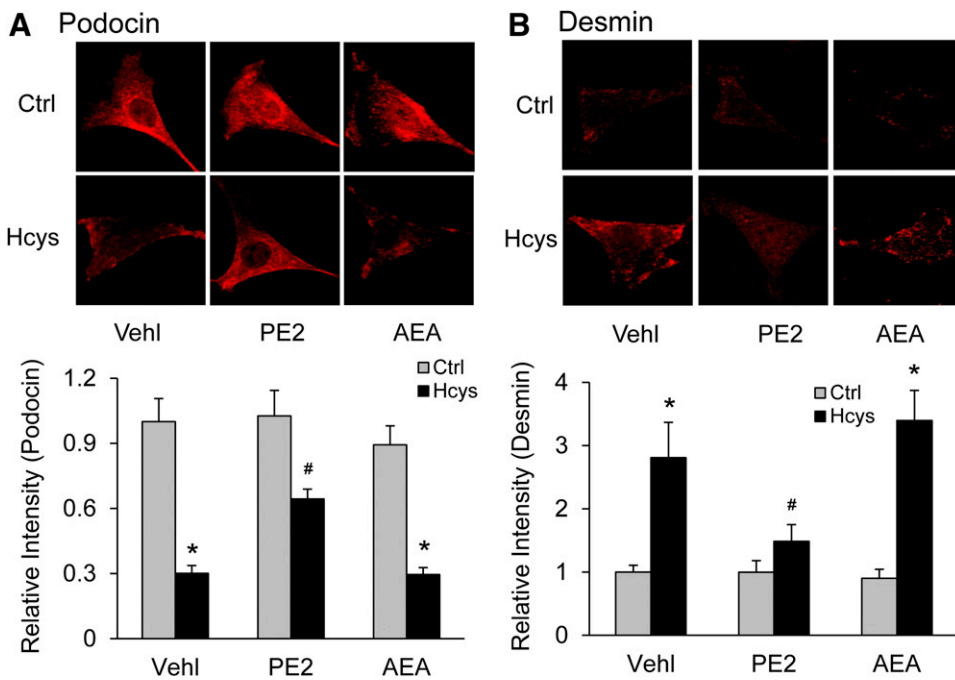 A Podocin
Ctrl
Hcys
Vehl PE2 AEA
Relative Intensity (Podocin)
1.2
0.9
0.6
0.3
0
Ctrl
Hcys
*
#
*
Vehl PE2 AEA
B Desmin
Ctrl
Hcys
Vehl PE2 AEA
Relative Intensity (Desmin)
4
3
2
1
0
Ctrl
Hcys
*
#
*
Vehl PE2 AEA